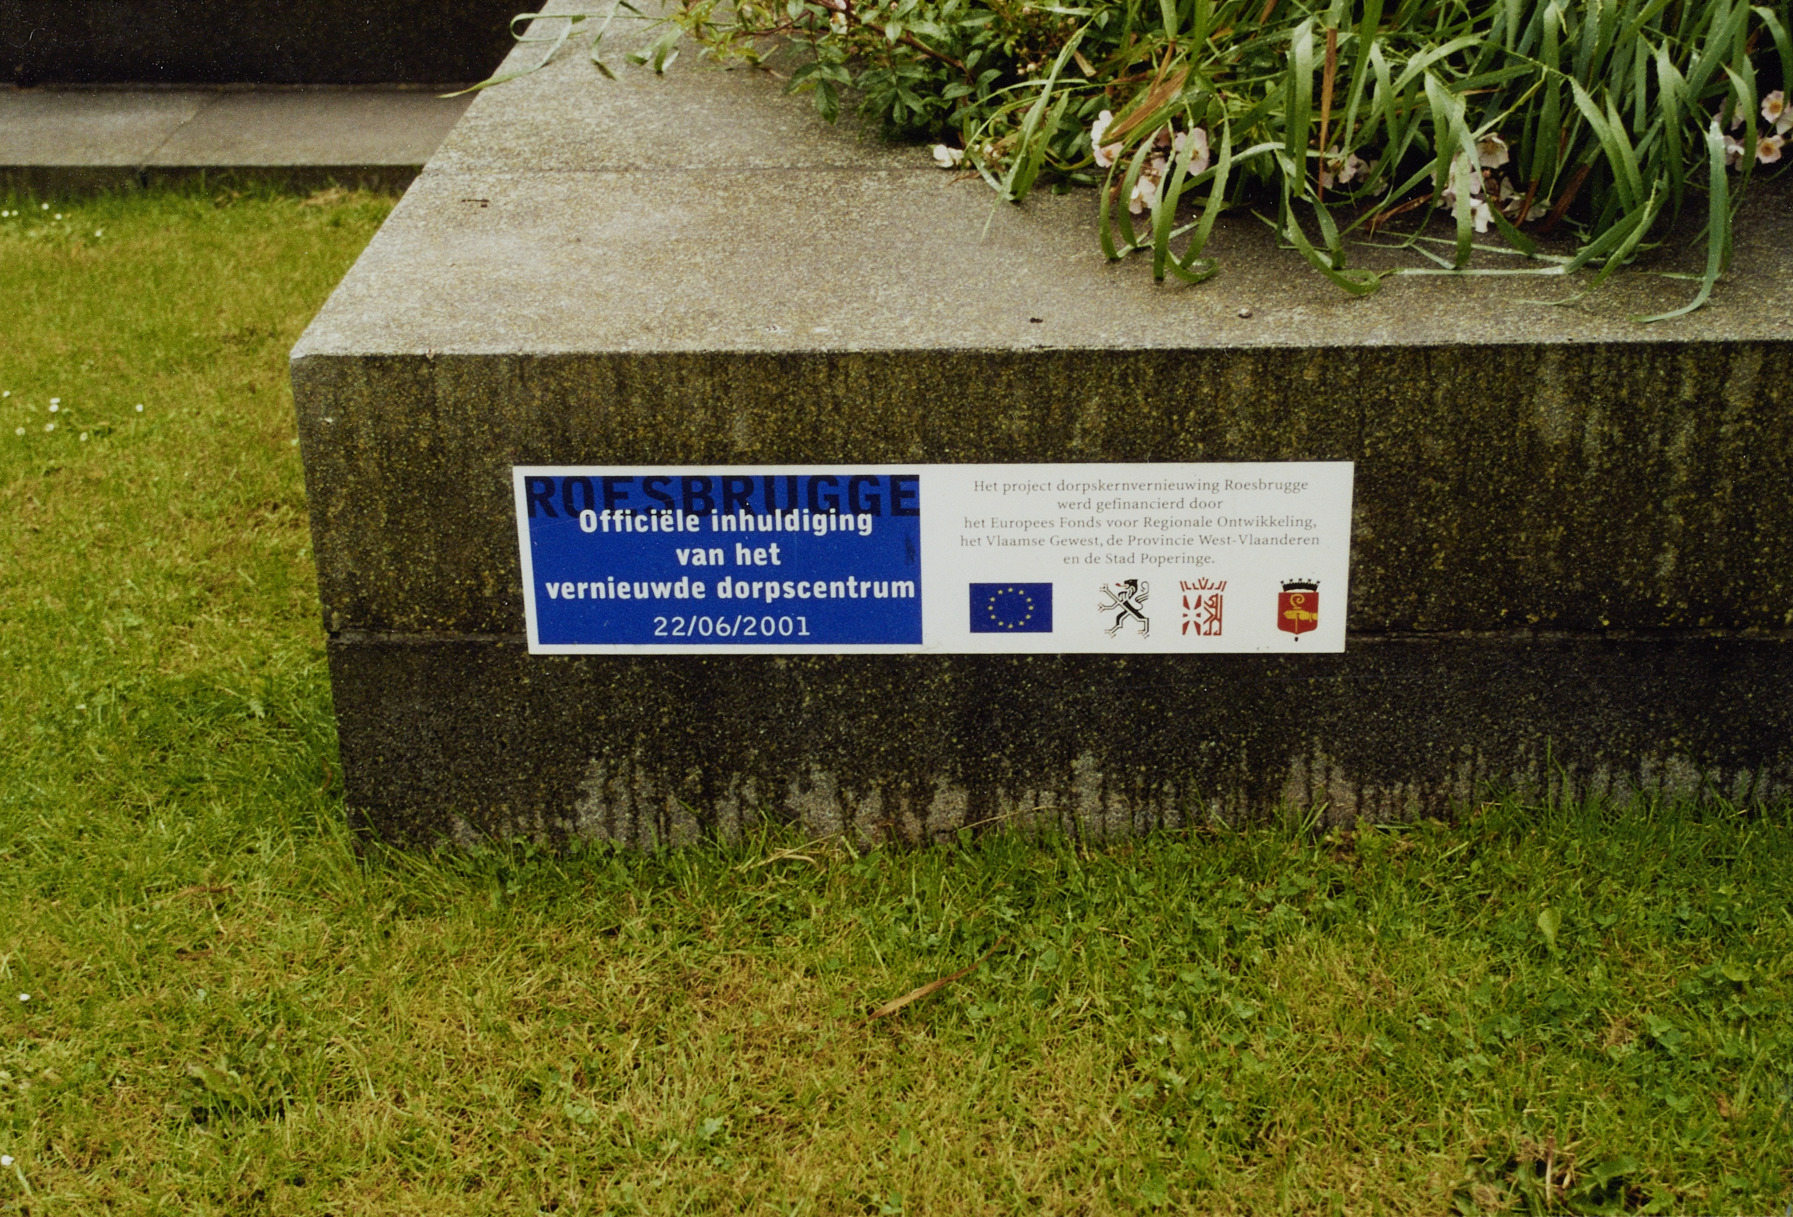 ROESBRUGGE
Officiële inhuldiging
van het
vernieuwde dorpscentrum
22/06/2001
Het project dorpskernvernieuwing Roesbrugge
werd gefinancierd door
het Europees Fonds voor Regionale Ontwikkeling,
het Vlaamse Gewest, de Provincie West-Vlaanderen
en de Stad Poperinge.